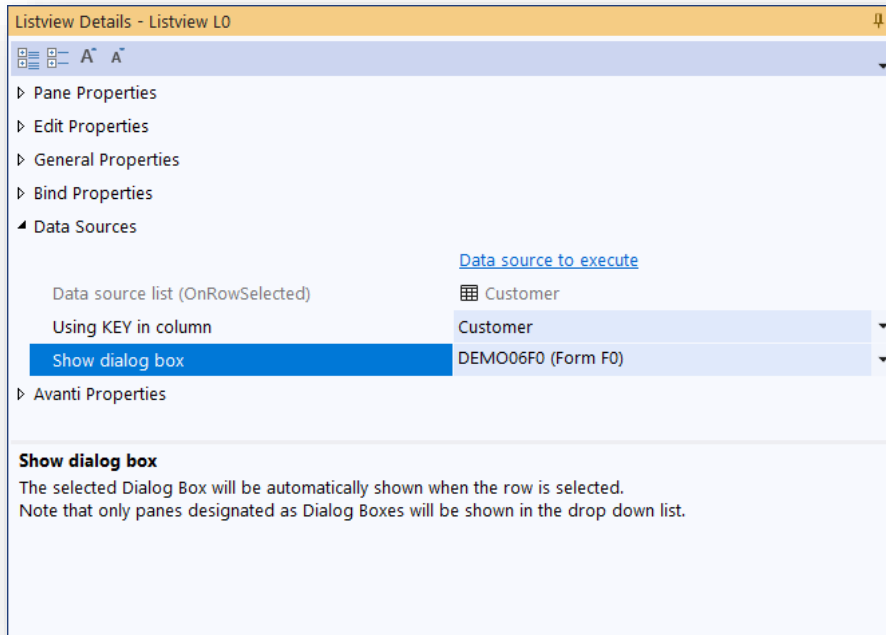 Listview Details - Listview L0
A A
Pane Properties
Edit Properties
General Properties
Bind Properties
Data Sources
Data source to execute
Data source list (OnRowSelected) Customer
Using KEY in column Customer
Show dialog box DEMO06F0 (Form F0)
Avanti Properties
Show dialog box
The selected Dialog Box will be automatically shown when the row is selected.
Note that only panes designated as Dialog Boxes will be shown in the drop down list.